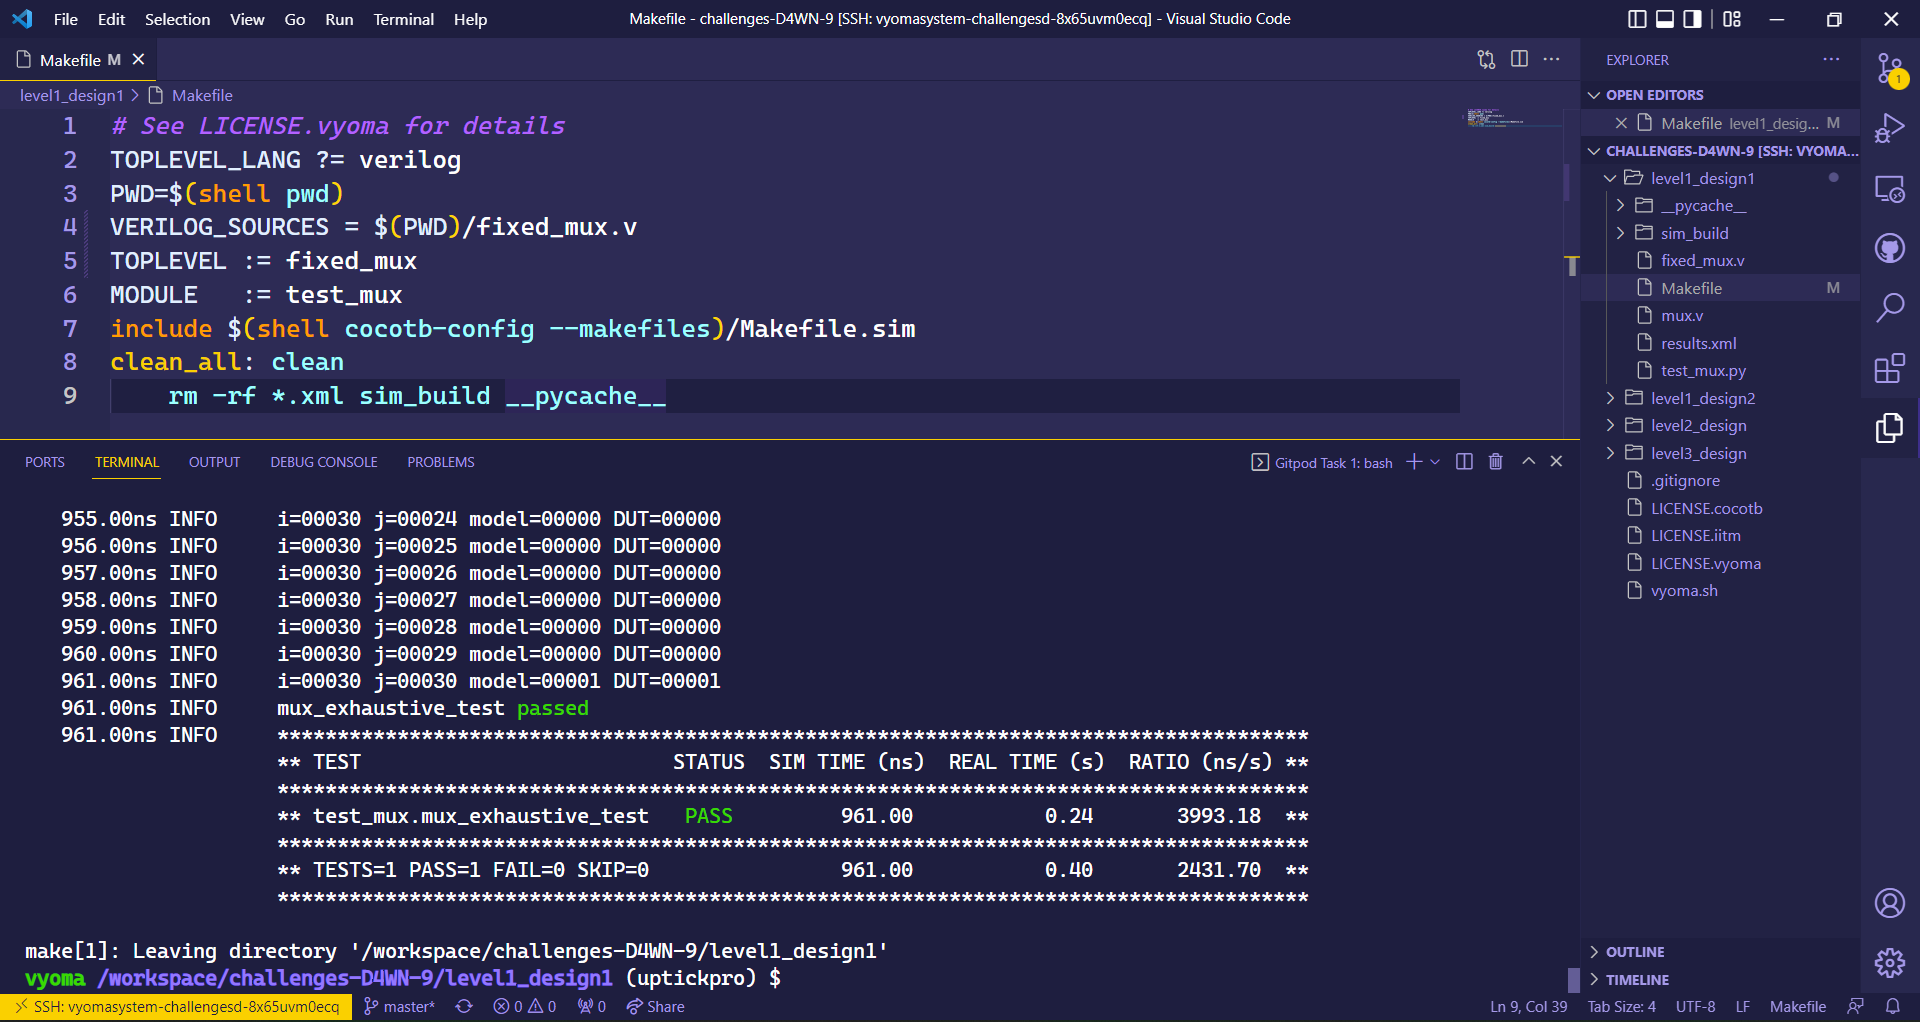 File Edit Selection View Go Run Terminal Help
Makefile - challenges-D4WN-9 [SSH: vyomasystem-challengesd-8x65uvm0ecq] - Visual Studio Code
Makefile M
level1_design1 > Makefile
1 # See LICENSE.vyoma for details
2 TOPLEVEL_LANG ?= verilog
3 PWD=$(shell pwd)
4 VERILOG_SOURCES = $(PWD)/fixed_mux.v
5 TOPLEVEL := fixed_mux
6 MODULE   := test_mux
7 include $(shell cocotb-config --makefiles)/Makefile.sim
8 clean_all: clean
9     rm -rf *.xml sim_build __pycache__
PORTS TERMINAL OUTPUT DEBUG CONSOLE PROBLEMS
Gitpod Task 1: bash
955.00ns INFO     i=00030 j=00024 model=00000 DUT=00000
956.00ns INFO     i=00030 j=00025 model=00000 DUT=00000
957.00ns INFO     i=00030 j=00026 model=00000 DUT=00000
958.00ns INFO     i=00030 j=00027 model=00000 DUT=00000
959.00ns INFO     i=00030 j=00028 model=00000 DUT=00000
960.00ns INFO     i=00030 j=00029 model=00000 DUT=00000
961.00ns INFO     i=00030 j=00030 model=00001 DUT=00001
961.00ns INFO     mux_exhaustive_test passed
961.00ns INFO     **************************************************************************************
** TEST                          STATUS  SIM TIME (ns)  REAL TIME (s)  RATIO (ns/s) **
**************************************************************************************
** test_mux.mux_exhaustive_test   PASS         961.00           0.24       3993.18  **
**************************************************************************************
** TESTS=1 PASS=1 FAIL=0 SKIP=0                961.00           0.40       2431.70  **
**************************************************************************************
make[1]: Leaving directory '/workspace/challenges-D4WN-9/level1_design1'
vyoma /workspace/challenges-D4WN-9/level1_design1 (uptickpro) $
EXPLORER
OPEN EDITORS
Makefile level1_desig... M
CHALLENGES-D4WN-9 [SSH: VYOMA...
level1_design1
__pycache__
sim_build
fixed_mux.v
Makefile M
mux.v
results.xml
test_mux.py
level1_design2
level2_design
level3_design
.gitignore
LICENSE.cocotb
LICENSE.iitm
LICENSE.vyoma
vyoma.sh
OUTLINE
TIMELINE
1
SSH: vyomasystem-challengesd-8x65uvm0ecq master* 0 0 0 Share
Ln 9, Col 39 Tab Size: 4 UTF-8 LF Makefile